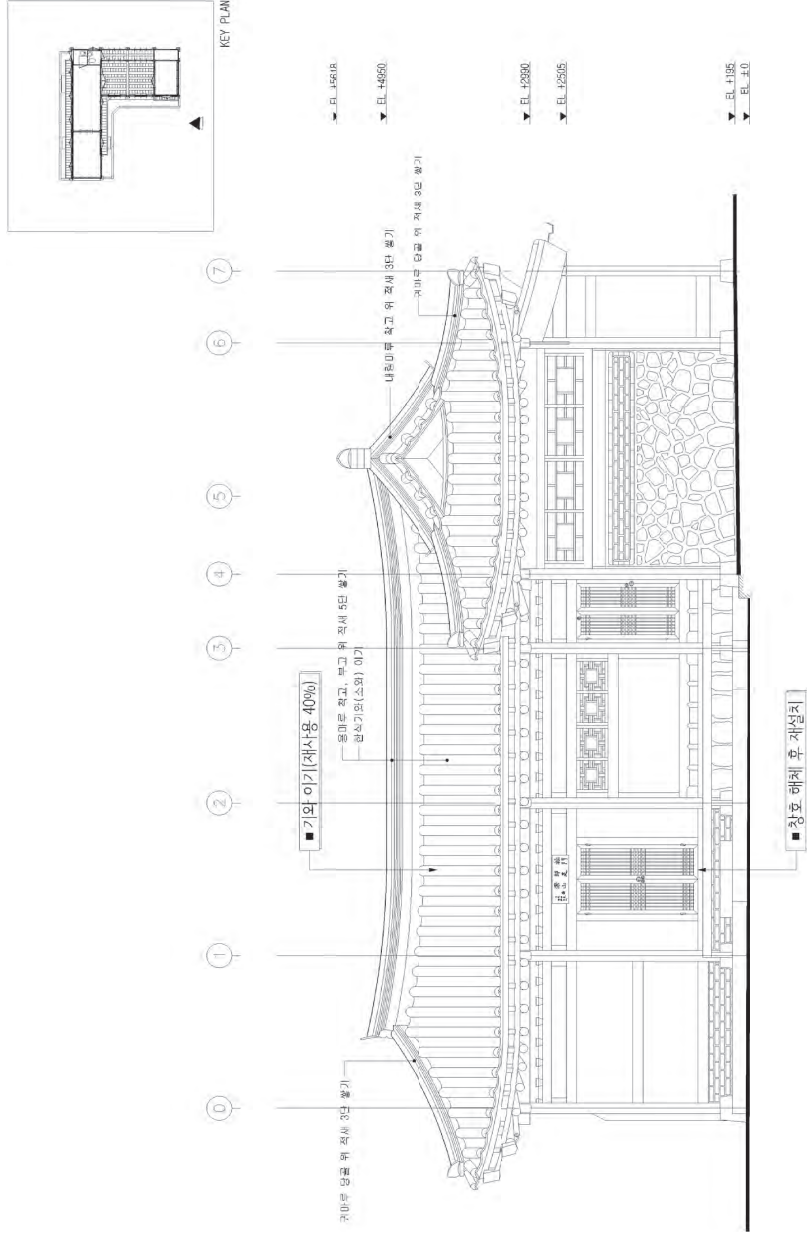 KEY PLAN
EL +5618
EL +4950
EL +2990
EL +2505
EL +195
EL ±0
0
1
2
3
4
5
6
7
귀마루 당골 위 적새 3단 쌓기
■ 기와 이기(재사용 40%)
용마루 착고, 부고 위 적새 5단 쌓기
한식기와(소와) 이기
내림마루 착고 위 적새 3단 쌓기
귀마루 당골 위 적새 3단 쌓기
■ 창호 해체 후 재설치